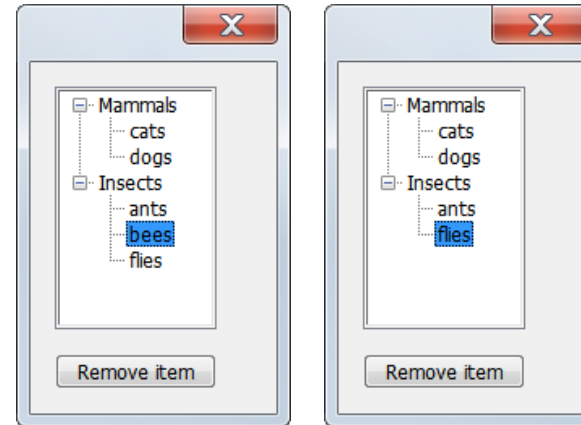 Mammals
cats
dogs
Insects
ants
bees
flies
Remove item
Mammals
cats
dogs
Insects
ants
flies
Remove item